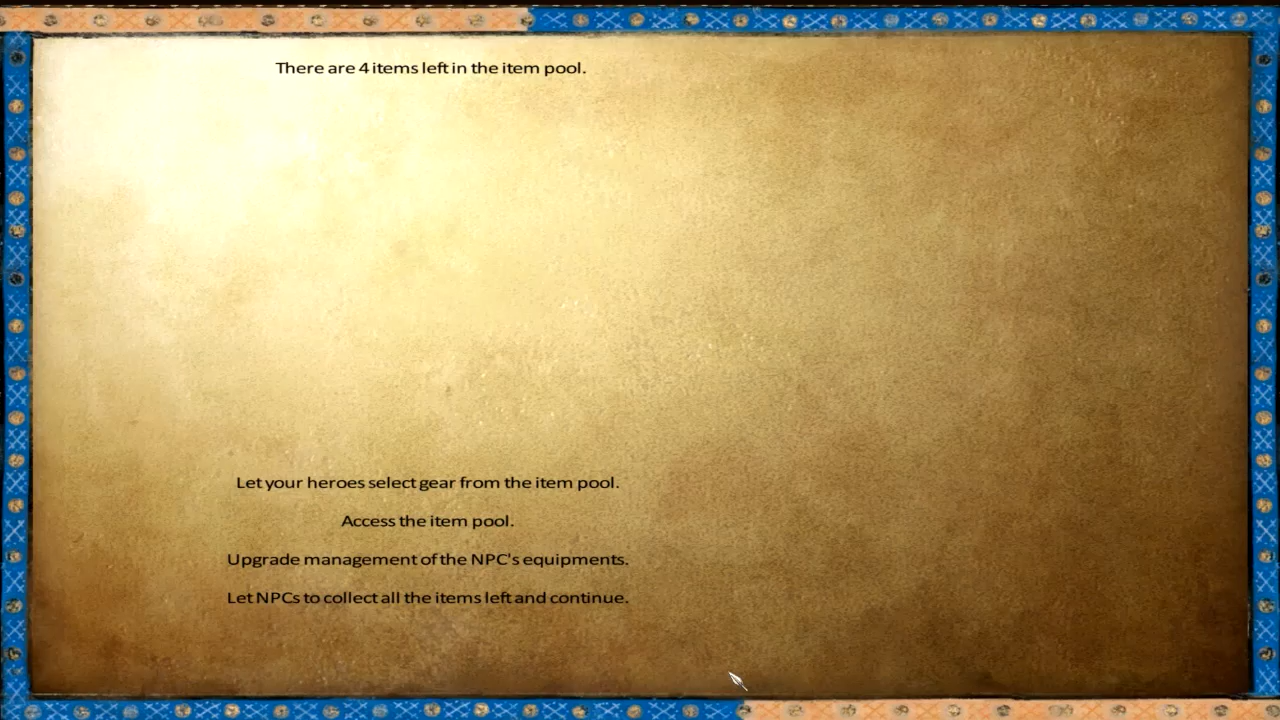 There are 4 items left in the item pool.
Let your heroes select gear from the item pool.
Access the item pool.
Upgrade management of the NPC's equipments.
Let NPCs to collect all the items left and continue.